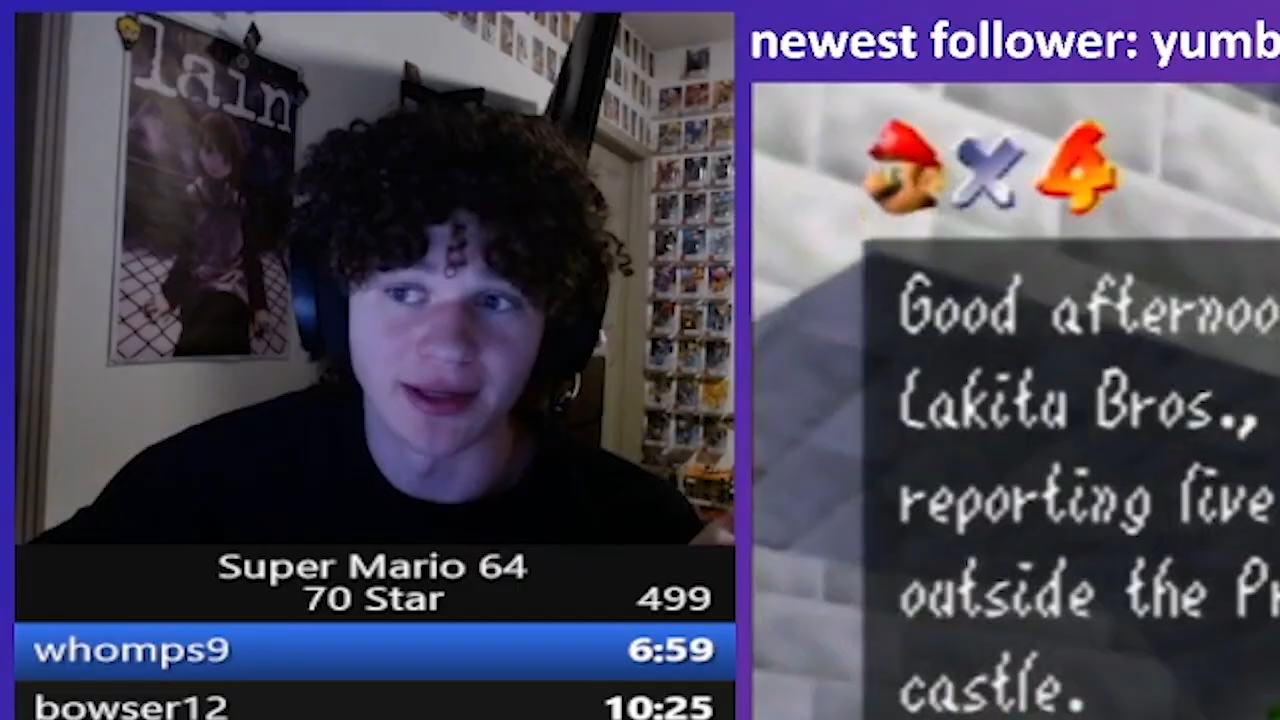 lain
newest follower: yumb
x 4
Good afternoo
Lakitu Bros.,
reporting live
outside the Pr
castle.
Super Mario 64
70 Star 499
whomps9 6:59
bowser12 10:25